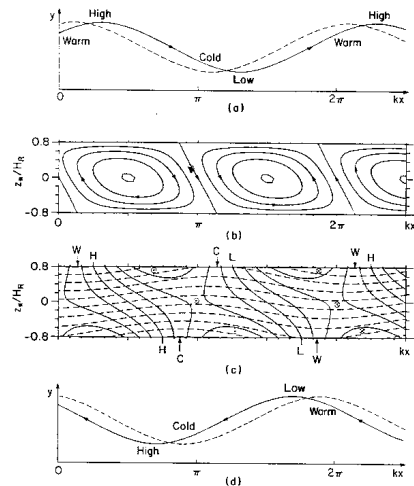 y High High
Warm Cold Warm
Low
0 π 2π kx
(a)
0.8
z*/HR 0
-0.8
0 π 2π kx
(b)
W H C L W H
0.8
z*/HR 0
-0.8
H C L W kx
(c)
y Low
Cold Warm
High
0 π 2π kx
(d)